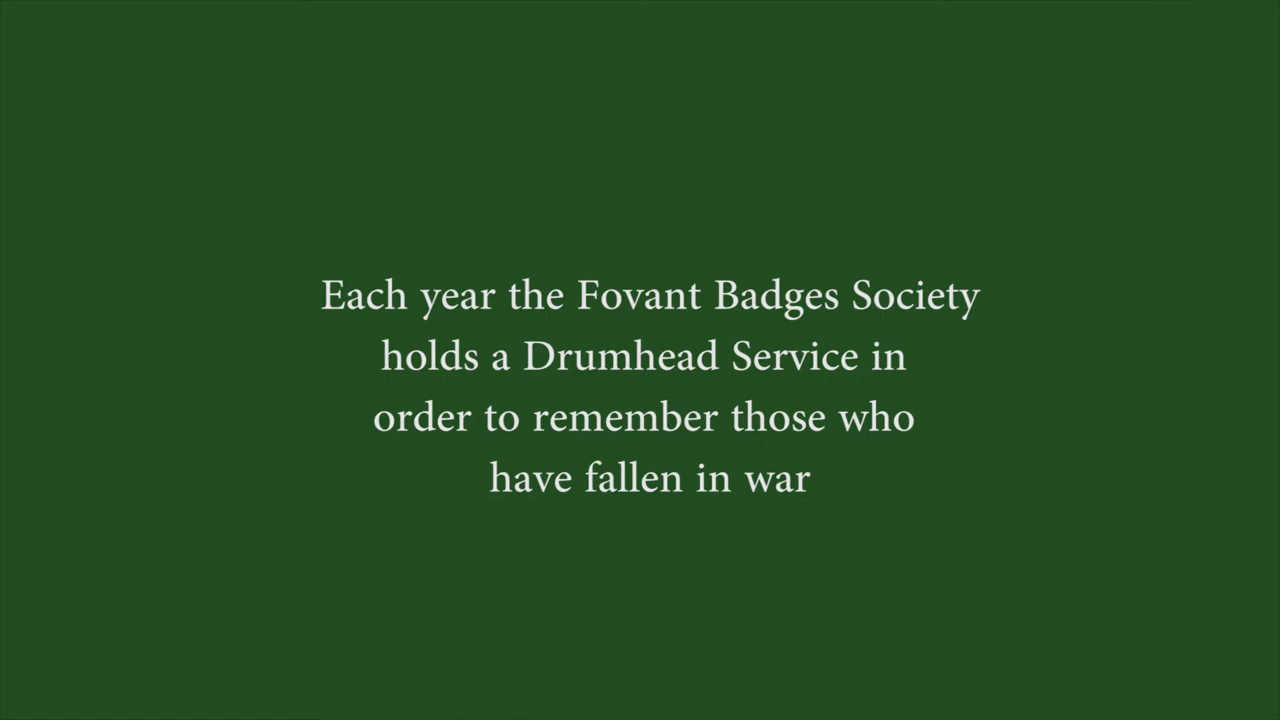 Each year the Fovant Badges Society
holds a Drumhead Service in
order to remember those who
have fallen in war